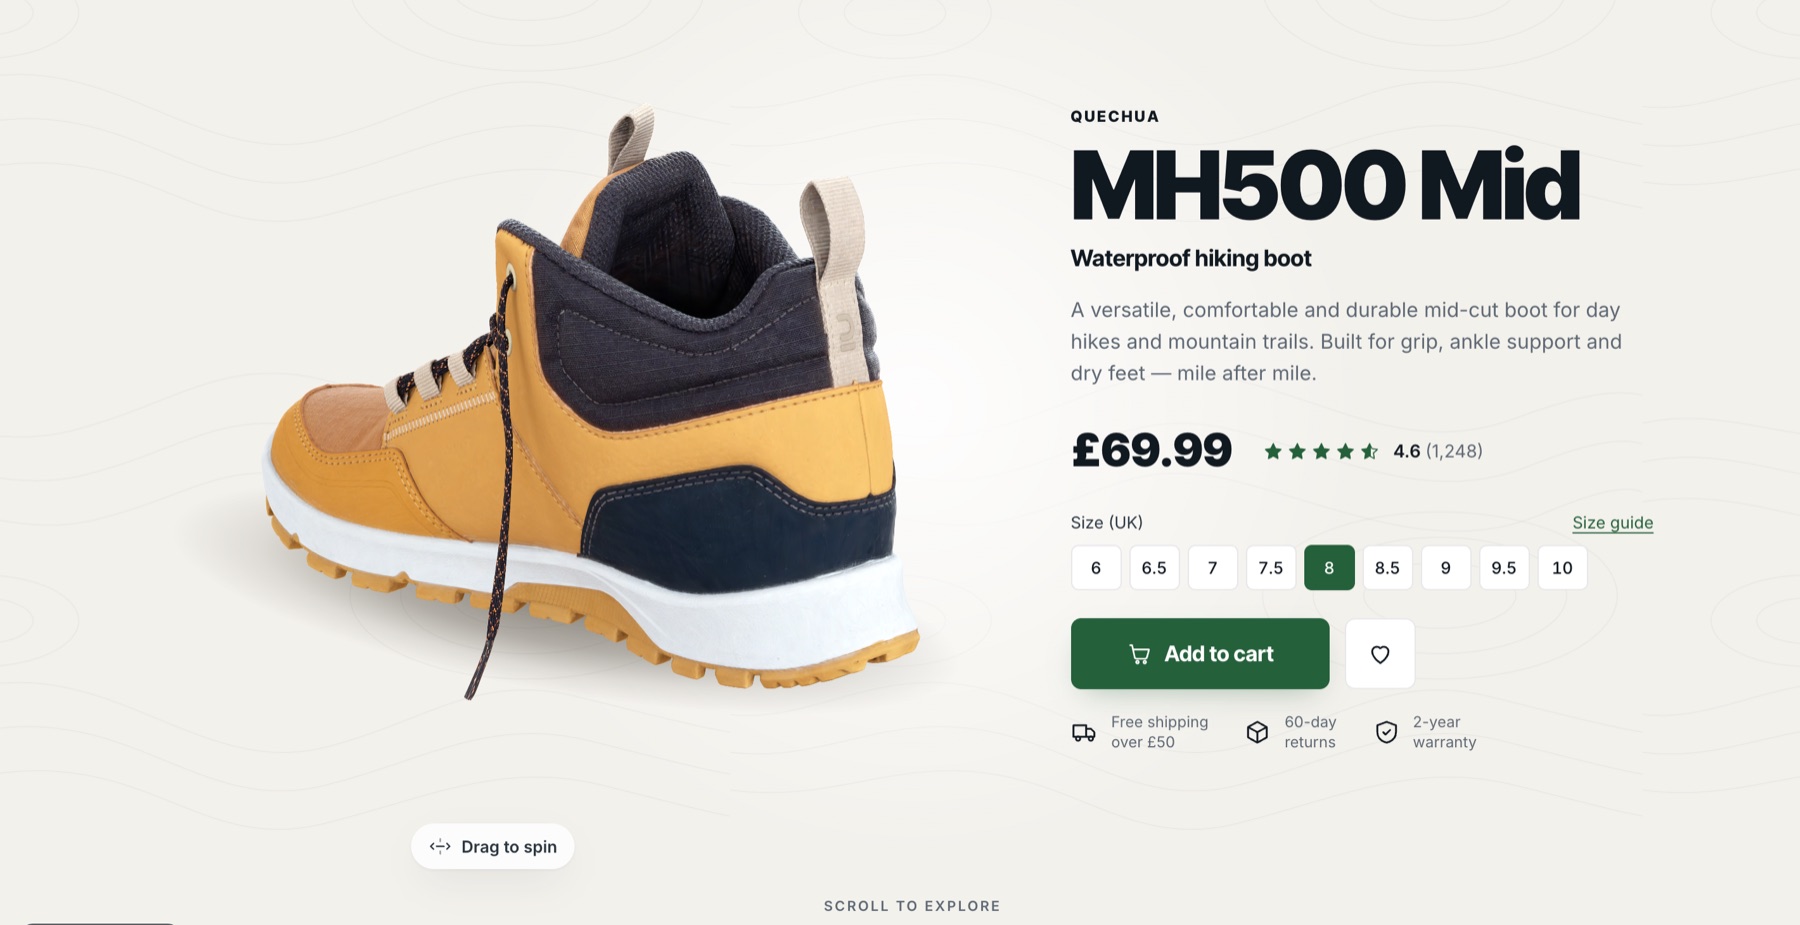 QUECHUA
MH500 Mid
Waterproof hiking boot
A versatile, comfortable and durable mid-cut boot for day
hikes and mountain trails. Built for grip, ankle support and
dry feet — mile after mile.
£69.99
4.6 (1,248)
Size (UK)
Size guide
6 6.5 7 7.5 8 8.5 9 9.5 10
Add to cart
Free shipping
over £50
60-day
returns
2-year
warranty
Drag to spin
SCROLL TO EXPLORE